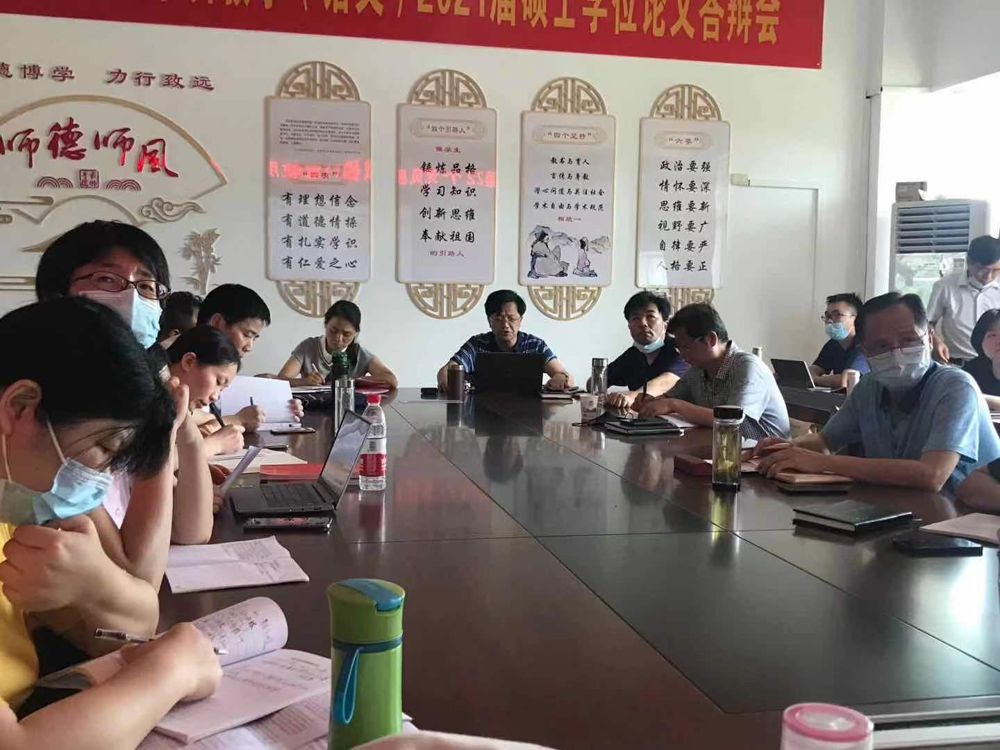 教学（语文）2021届硕士学位论文答辩会
德博学 力行致远
师德师风
“四有”
有理想信念
有道德情操
有扎实学识
有仁爱之心
“四个引路人”
做学生
锤炼品格
学习知识
创新思维
奉献祖国
的引路人
“四个坚持”
教书与育人
言传与身教
潜心问道与关注社会
学术自由与学术规范
相统一
“六要”
政治要强
情怀要深
思维要新
视野要广
自律要严
人格要正